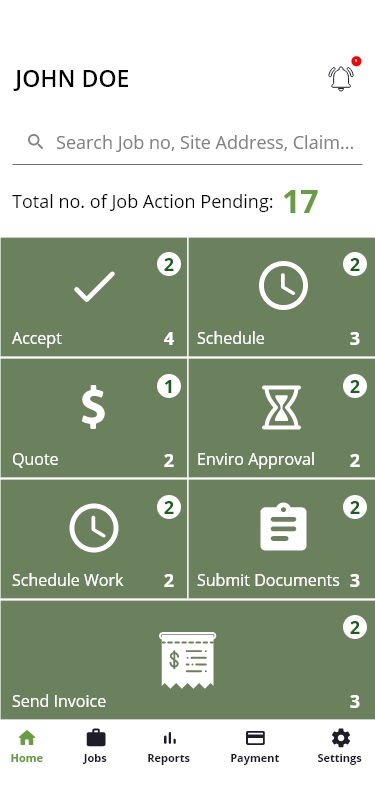 JOHN DOE
Search Job no, Site Address, Claim...
Total no. of Job Action Pending: 17
2
2
Accept 4
Schedule 3
1
2
$
Quote 2
Enviro Approval 2
2
2
Schedule Work 2
Submit Documents 3
2
$
Send Invoice 3
Home Jobs Reports Payment Settings